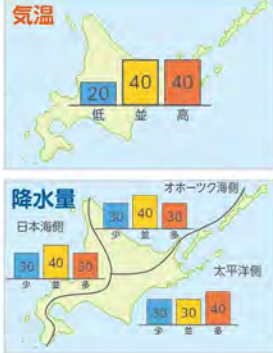 気温
20 40 40
低 並 高
降水量
オホーツク海側
30 40 30
少 並 多
日本海側
30 40 30
少 並 多
太平洋側
30 30 40
少 並 多